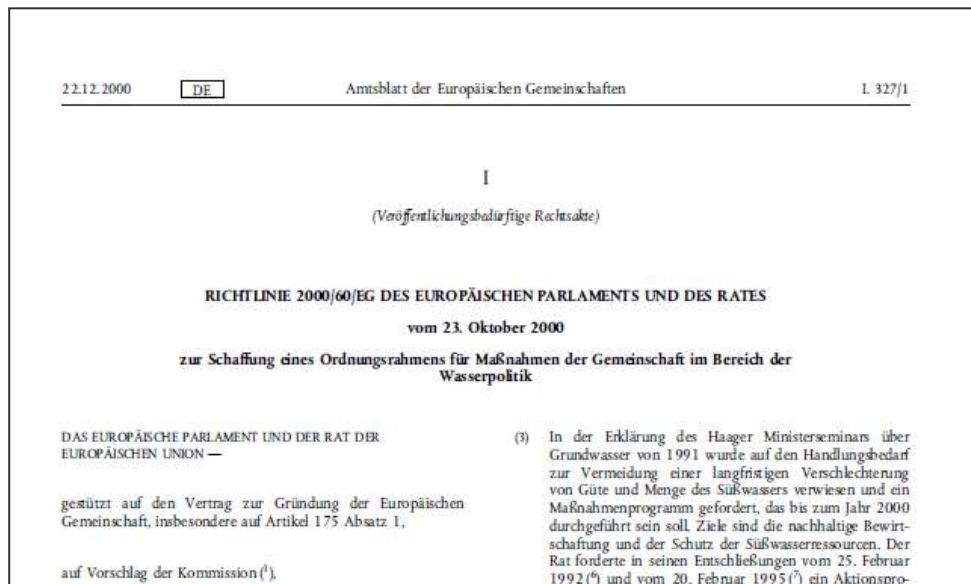 22.12.2000 DE Amtsblatt der Europäischen Gemeinschaften L 327/1
I
(Veröffentlichungsbedürftige Rechtsakte)
RICHTLINIE 2000/60/EG DES EUROPÄISCHEN PARLAMENTS UND DES RATES
vom 23. Oktober 2000
zur Schaffung eines Ordnungsrahmens für Maßnahmen der Gemeinschaft im Bereich der
Wasserpolitik
DAS EUROPÄISCHE PARLAMENT UND DER RAT DER
EUROPÄISCHEN UNION —
gestützt auf den Vertrag zur Gründung der Europäischen
Gemeinschaft, insbesondere auf Artikel 175 Absatz 1,
auf Vorschlag der Kommission (¹),
(3) In der Erklärung des Haager Ministerseminars über
Grundwasser von 1991 wurde auf den Handlungsbedarf
zur Vermeidung einer langfristigen Verschlechterung
von Güte und Menge des Süßwassers verwiesen und ein
Maßnahmenprogramm gefordert, das bis zum Jahr 2000
durchgeführt sein soll. Ziele sind die nachhaltige Bewirt-
schaftung und der Schutz der Süßwasserressourcen. Der
Rat forderte in seinen Entschließungen vom 25. Februar
1992 (⁶) und vom 20. Februar 1995 (⁷) ein Aktionspro-